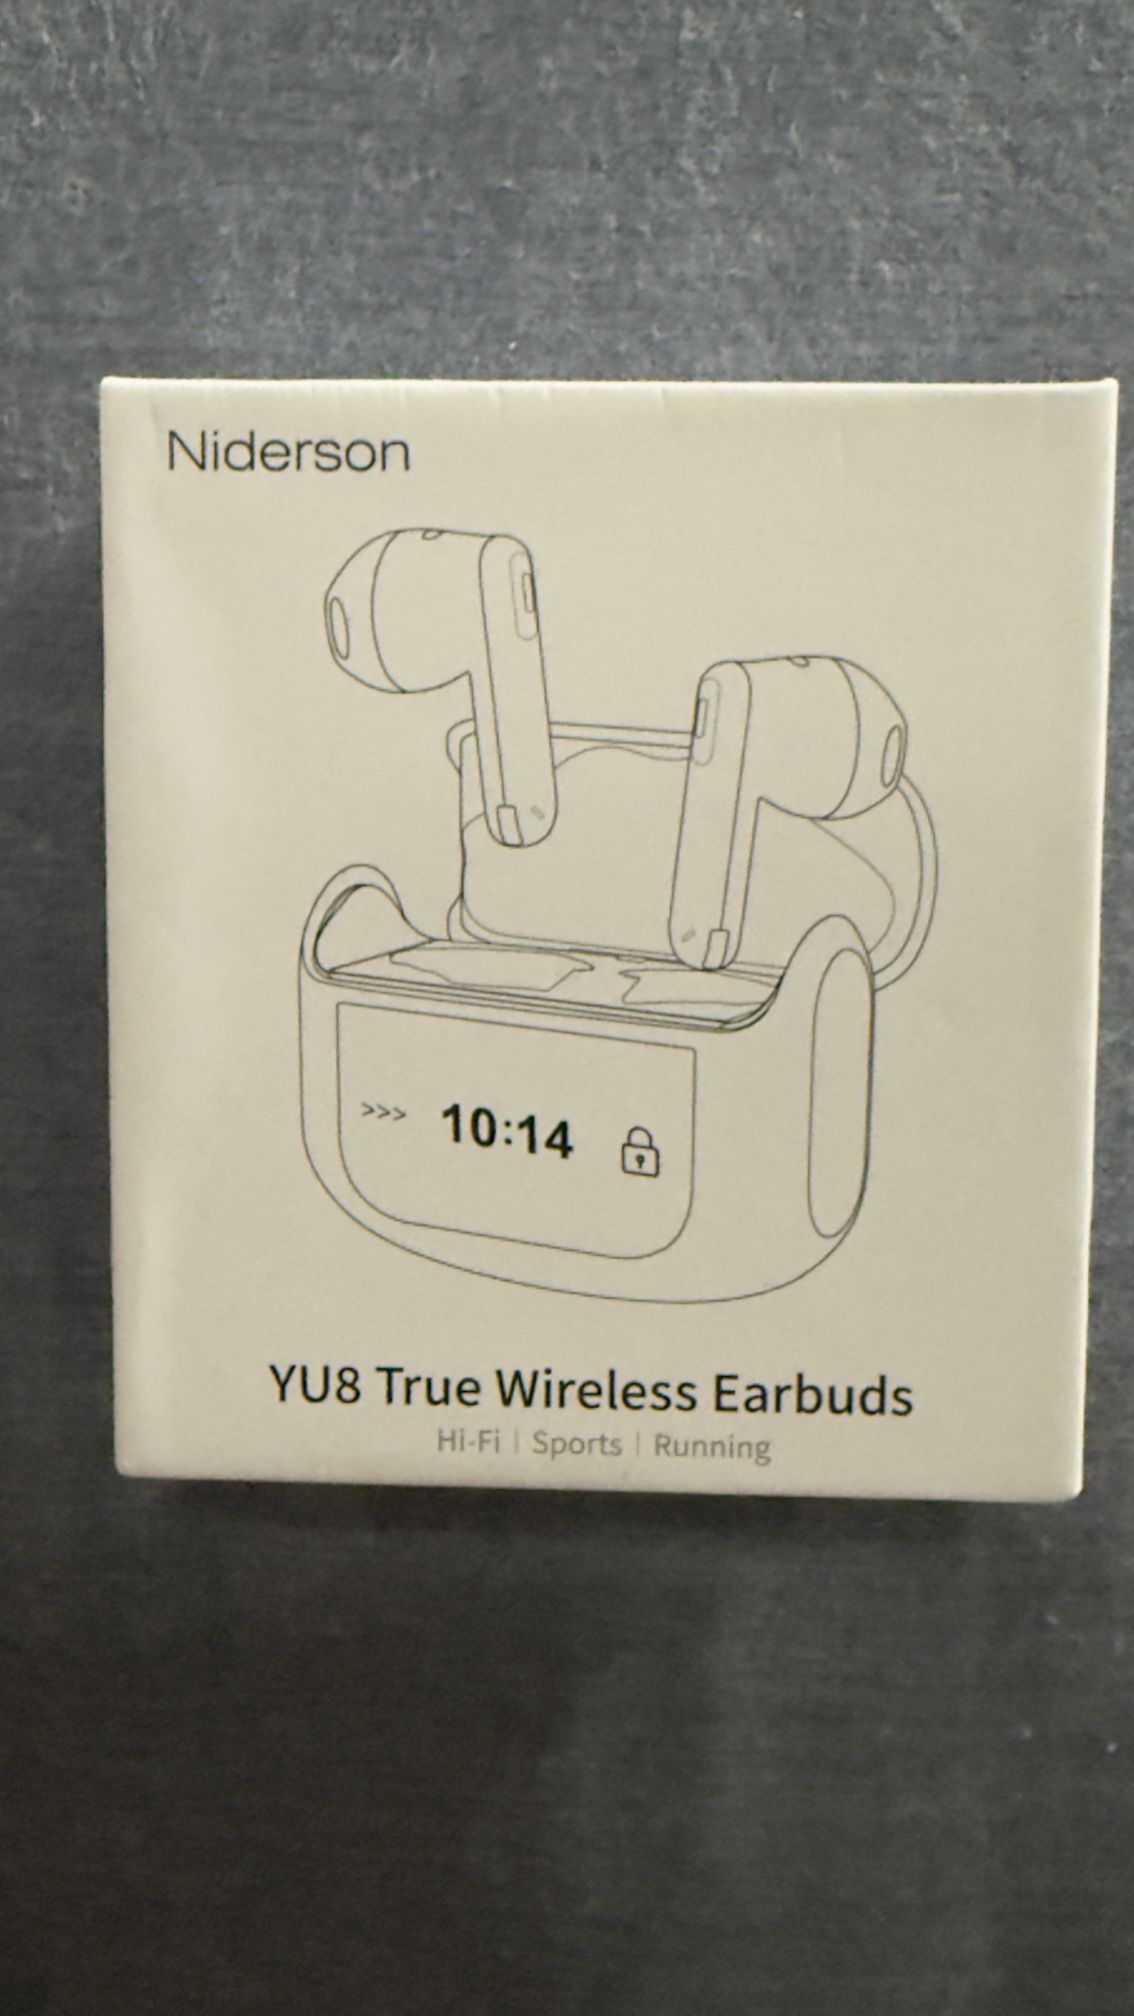 Niderson
>>> 10:14
YU8 True Wireless Earbuds
Hi-Fi | Sports | Running